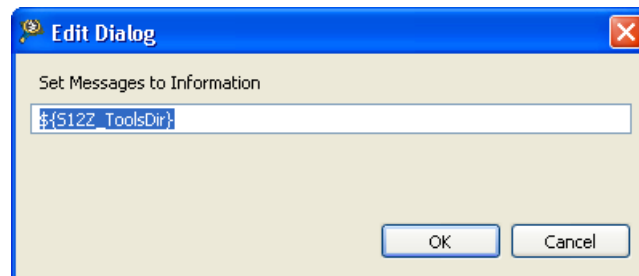 Edit Dialog
Set Messages to Information
${S12Z_ToolsDir}
OK
Cancel